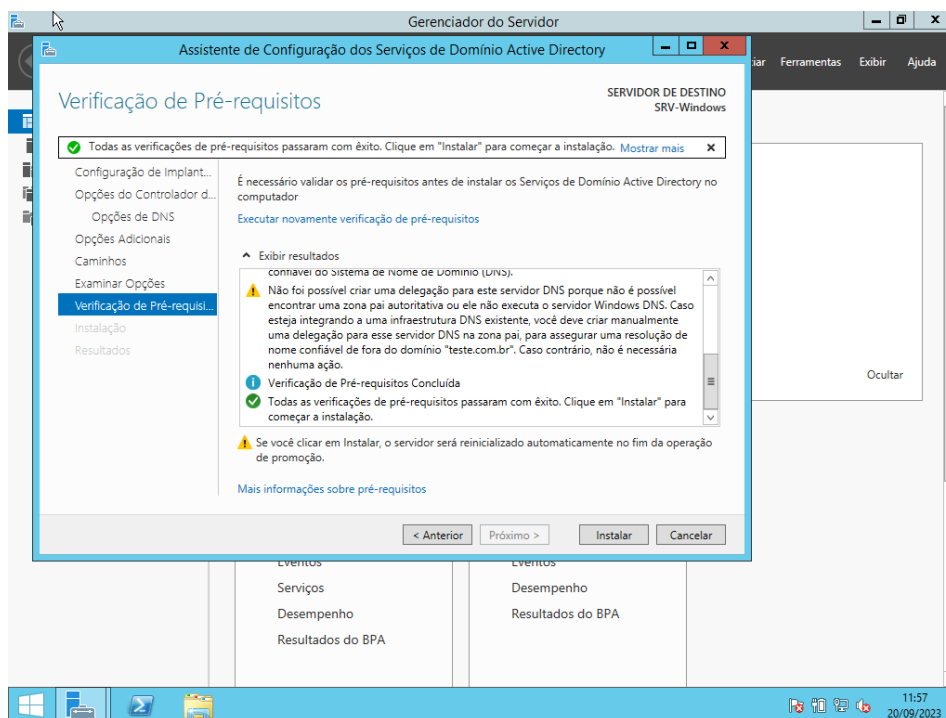 Gerenciador do Servidor
Assistente de Configuração dos Serviços de Domínio Active Directory
Ferramentas
Exibir
Ajuda
Verificação de Pré-requisitos
SERVIDOR DE DESTINO
SRV-Windows
Todas as verificações de pré-requisitos passaram com êxito. Clique em "Instalar" para começar a instalação. Mostrar mais
Configuração de Implant...
Opções do Controlador d...
Opções de DNS
Opções Adicionais
Caminhos
Examinar Opções
Verificação de Pré-requisi...
Instalação
Resultados
É necessário validar os pré-requisitos antes de instalar os Serviços de Domínio Active Directory no
computador
Executar novamente verificação de pré-requisitos
Exibir resultados
confiável do Sistema de Nome de Domínio (DNS).
Não foi possível criar uma delegação para este servidor DNS porque não é possível
encontrar uma zona pai autoritativa ou ele não executa o servidor Windows DNS. Caso
esteja integrando a uma infraestrutura DNS existente, você deve criar manualmente
uma delegação para esse servidor DNS na zona pai, para assegurar uma resolução de
nome confiável de fora do domínio "teste.com.br". Caso contrário, não é necessária
nenhuma ação.
Verificação de Pré-requisitos Concluída
Todas as verificações de pré-requisitos passaram com êxito. Clique em "Instalar" para
começar a instalação.
Se você clicar em Instalar, o servidor será reinicializado automaticamente no fim da operação
de promoção.
Mais informações sobre pré-requisitos
< Anterior
Próximo >
Instalar
Cancelar
Ocultar
Eventos
Serviços
Desempenho
Resultados do BPA
Eventos
Desempenho
Resultados do BPA
11:57
20/09/2023